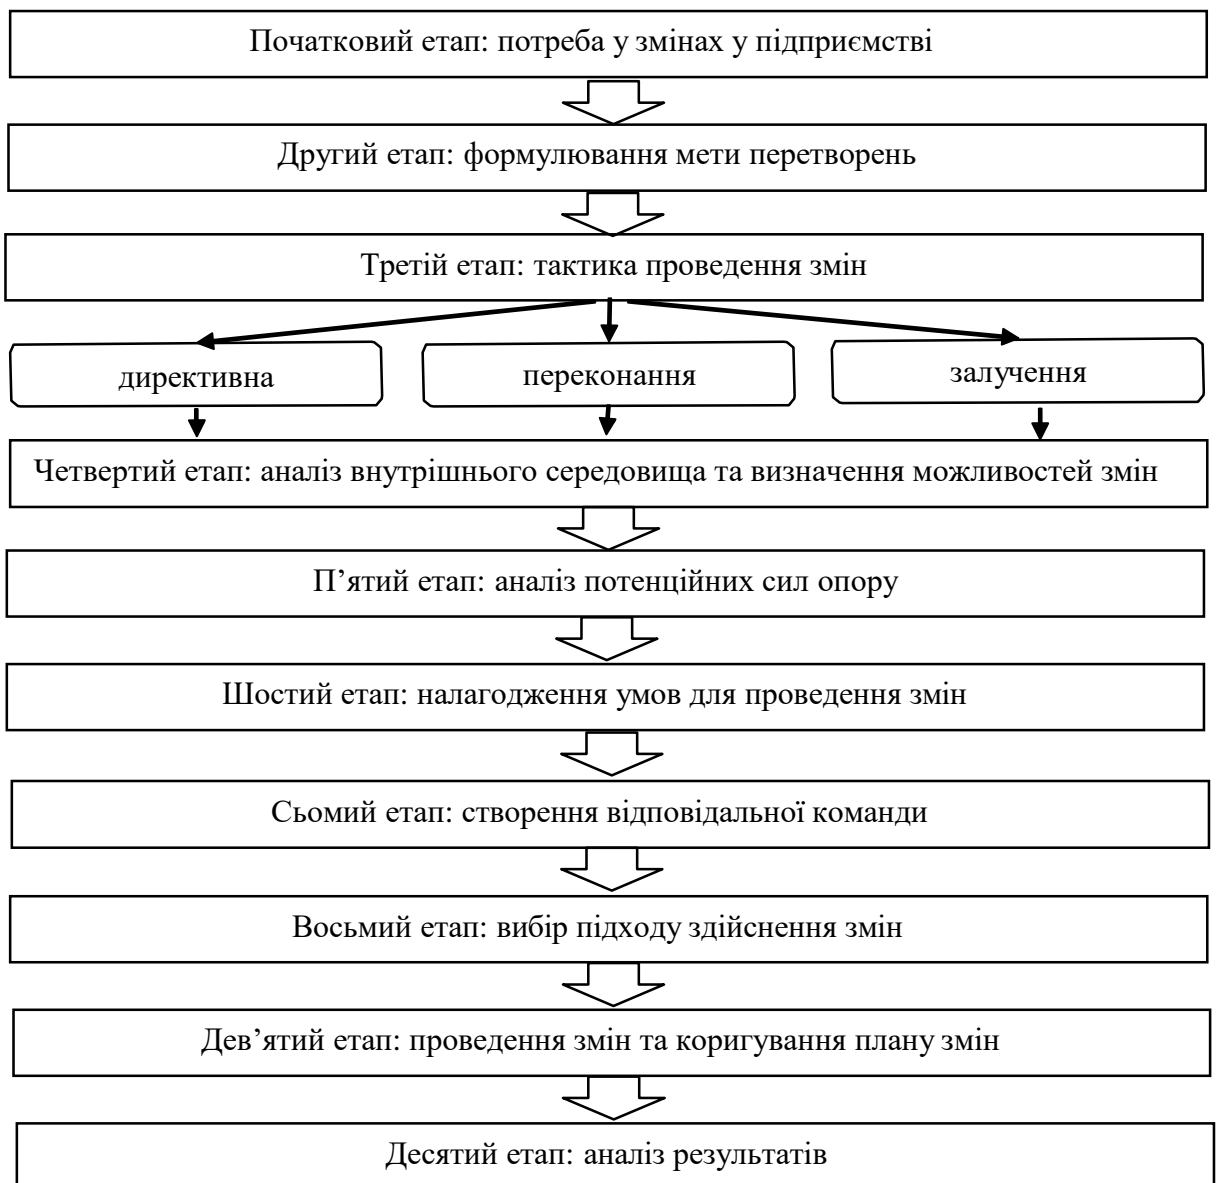 Початковий етап: потреба у змінах у підприємстві
Другий етап: формулювання мети перетворень
Третій етап: тактика проведення змін
директивна
переконання
залучення
Четвертий етап: аналіз внутрішнього середовища та визначення можливостей змін
П’ятий етап: аналіз потенційних сил опору
Шостий етап: налагодження умов для проведення змін
Сьомий етап: створення відповідальної команди
Восьмий етап: вибір підходу здійснення змін
Дев’ятий етап: проведення змін та коригування плану змін
Десятий етап: аналіз результатів